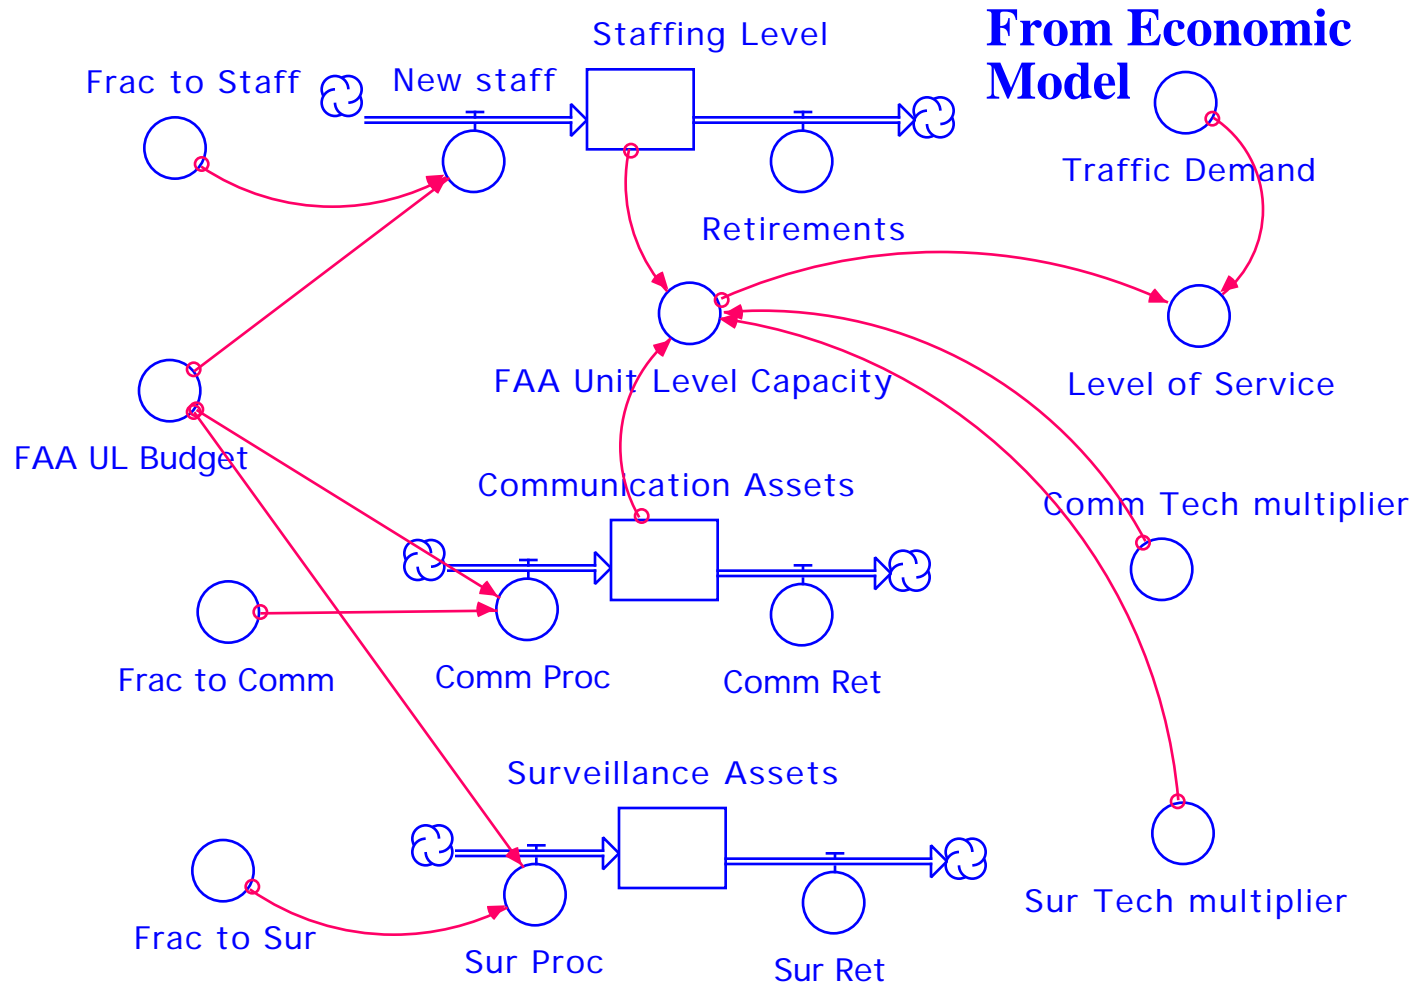 From Economic
Model
Staffing Level
Frac to Staff
New staff
Traffic Demand
Retirements
FAA Unit Level Capacity
Level of Service
FAA UL Budget
Communication Assets
Comm Tech multiplier
Frac to Comm
Comm Proc
Comm Ret
Surveillance Assets
Sur Tech multiplier
Frac to Sur
Sur Proc
Sur Ret